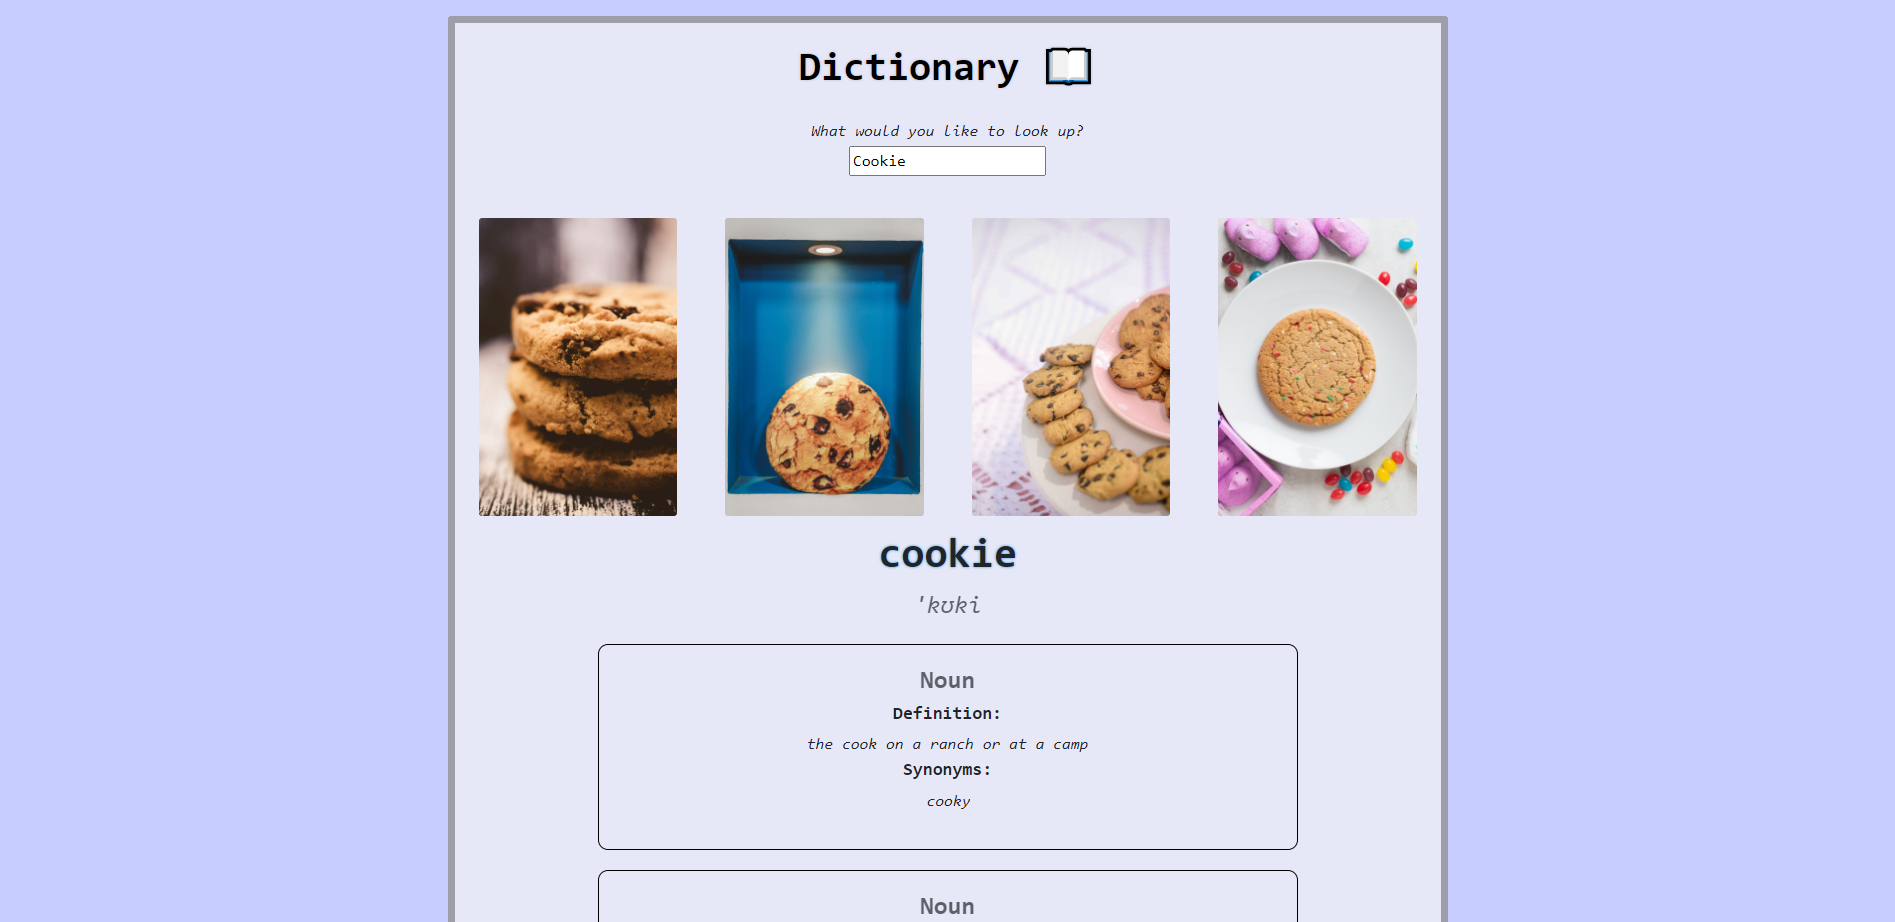 Dictionary 📖
What would you like to look up?
Cookie
cookie
'kʊki
Noun
Definition:
the cook on a ranch or at a camp
Synonyms:
cooky
Noun